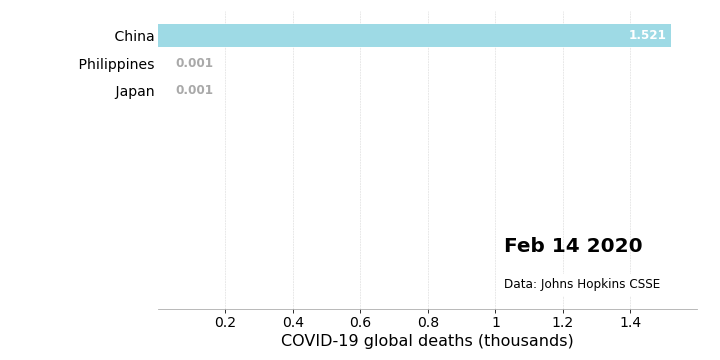 China 1.521
Philippines 0.001
Japan 0.001
Feb 14 2020
Data: Johns Hopkins CSSE
0.2 0.4 0.6 0.8 1 1.2 1.4
COVID-19 global deaths (thousands)